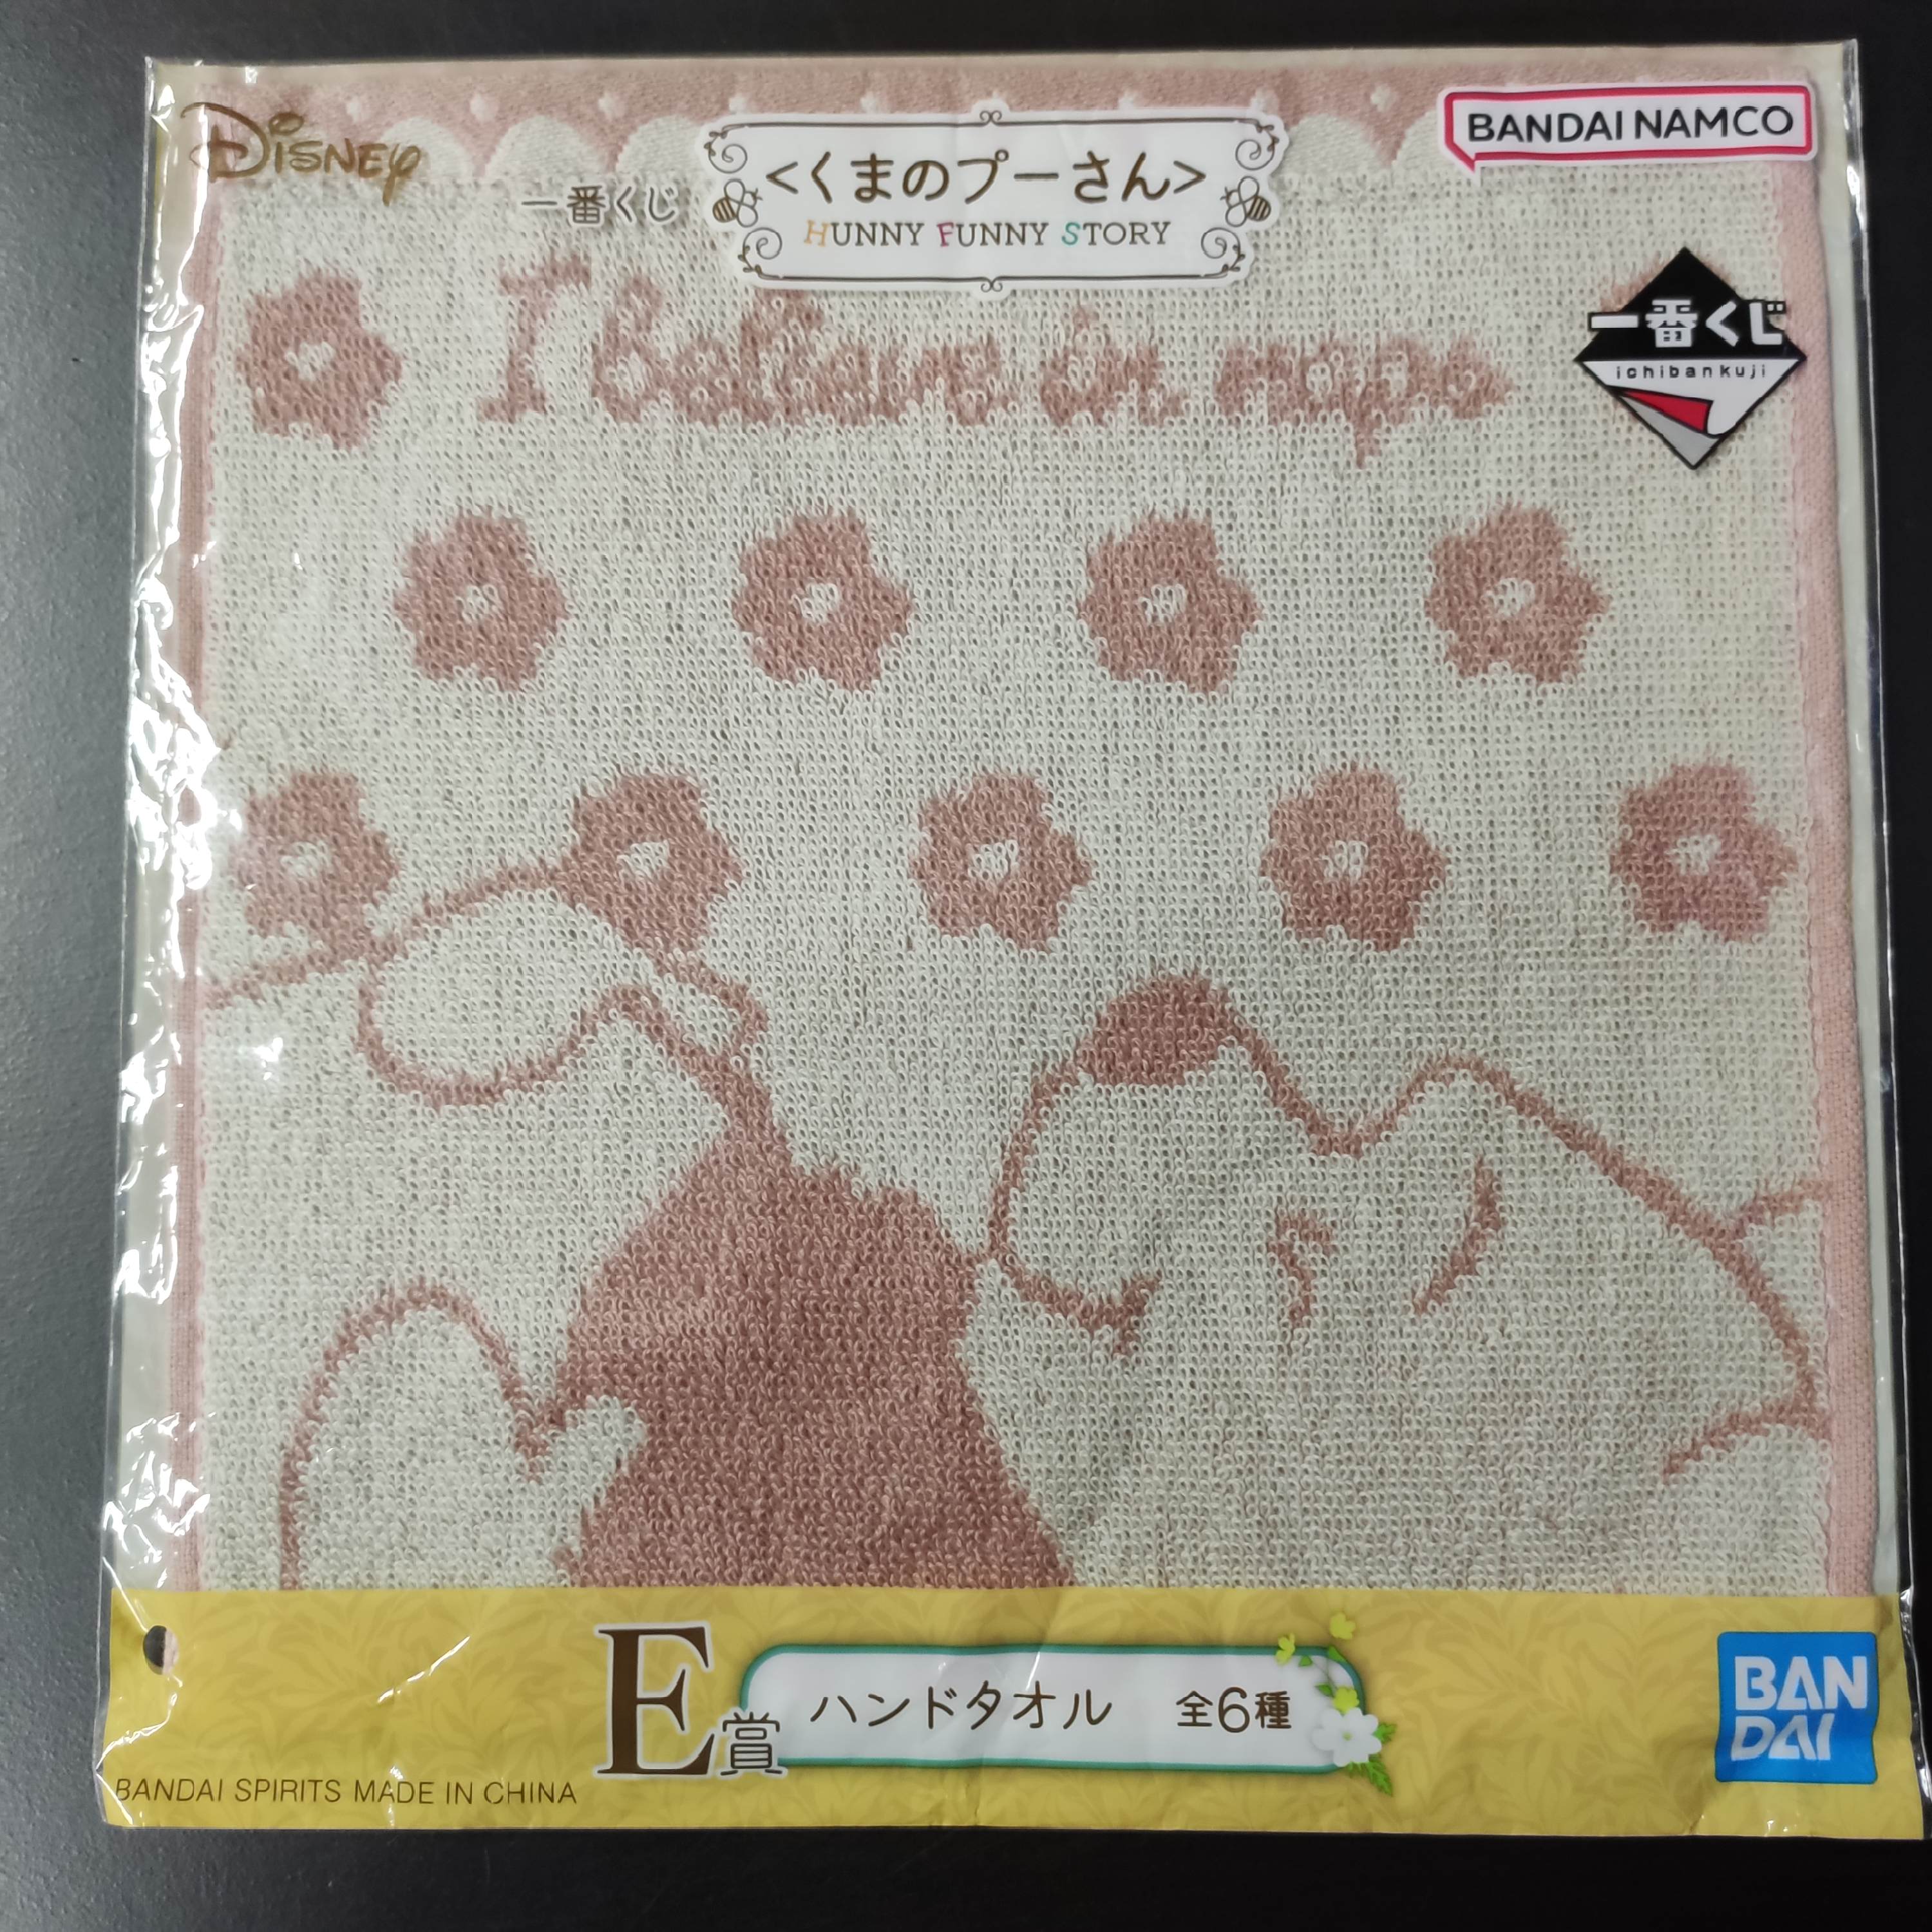 Disney
BANDAI NAMCO
一番くじ
<くまのプーさん>
HUNNY FUNNY STORY
一番くじ
ichibankuji
I believe in naps
E賞
ハンドタオル 全6種
BANDAI
BANDAI SPIRITS MADE IN CHINA